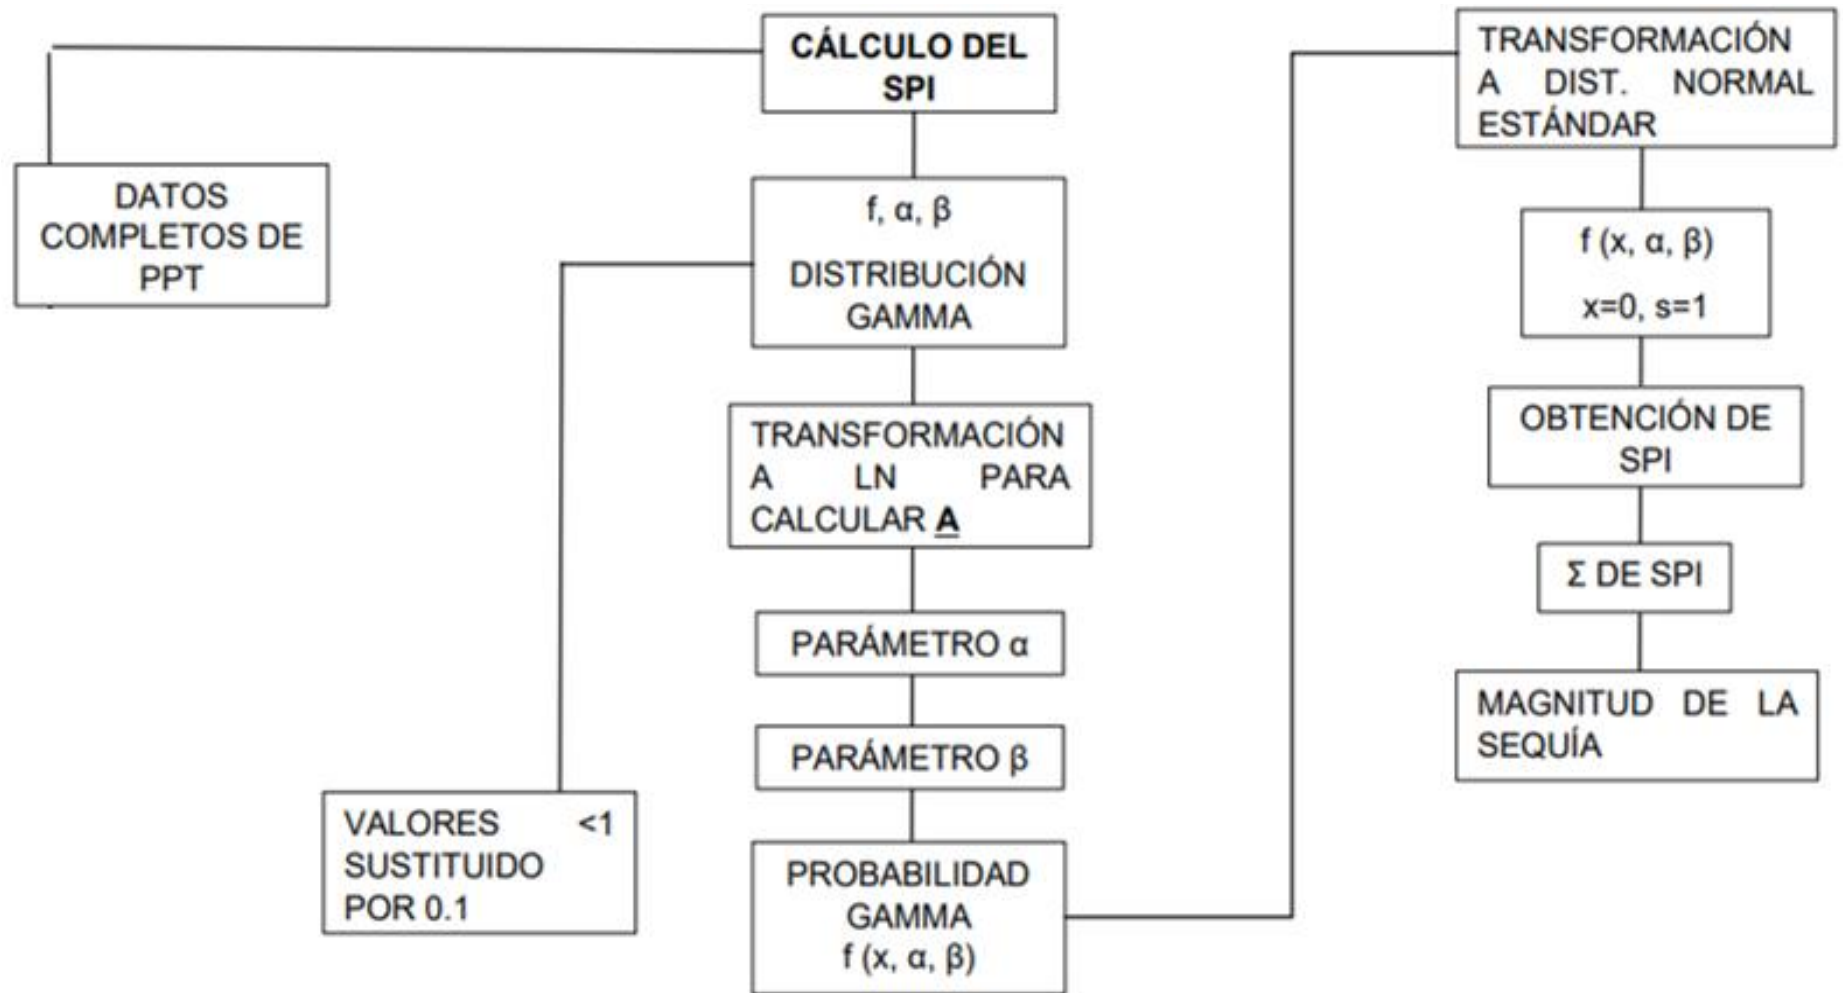 CÁLCULO DEL
SPI
DATOS
COMPLETOS DE
PPT
f, α, β
DISTRIBUCIÓN
GAMMA
VALORES <1
SUSTITUIDO
POR 0.1
TRANSFORMACIÓN
A LN PARA
CALCULAR A
PARÁMETRO α
PARÁMETRO β
PROBABILIDAD
GAMMA
f (x, α, β)
TRANSFORMACIÓN
A DIST. NORMAL
ESTÁNDAR
f (x, α, β)
x=0, s=1
OBTENCIÓN DE
SPI
Σ DE SPI
MAGNITUD DE LA
SEQUÍA